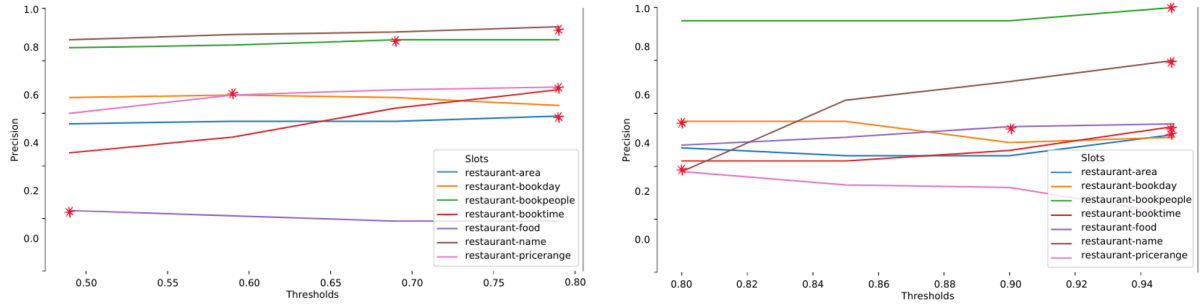 1.0
0.8
0.6
0.4
0.2
0.0
Precision
Slots
restaurant-area
restaurant-bookday
restaurant-bookpeople
restaurant-booktime
restaurant-food
restaurant-name
restaurant-pricerange
0.50 0.55 0.60 0.65 0.70 0.75 0.80
Thresholds
1.0
0.8
0.6
0.4
0.2
0.0
Precision
Slots
restaurant-area
restaurant-bookday
restaurant-bookpeople
restaurant-booktime
restaurant-food
restaurant-name
restaurant-pricerange
0.80 0.82 0.84 0.86 0.88 0.90 0.92 0.94
Thresholds